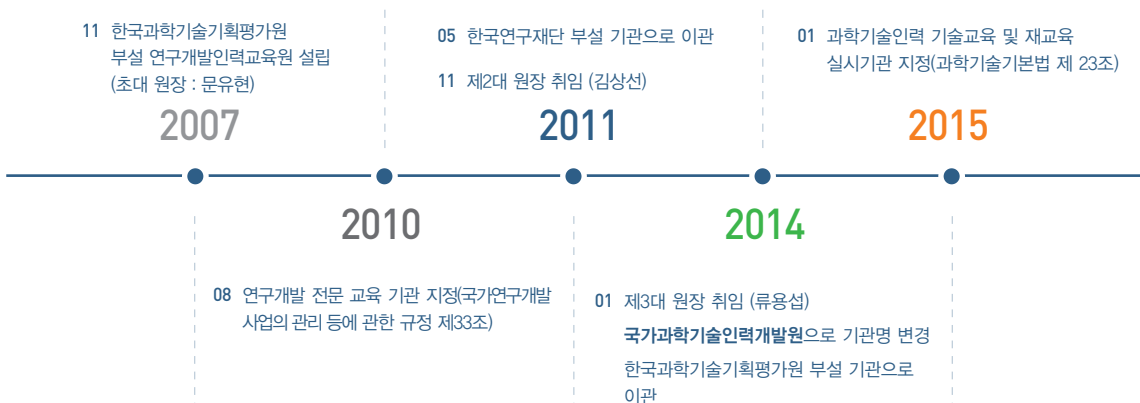 11 한국과학기술기획평가원
부설 연구개발인력교육원 설립
(초대 원장 : 문유현)
2007
05 한국연구재단 부설 기관으로 이관
11 제2대 원장 취임 (김상선)
2011
01 과학기술인력 기술교육 및 재교육
실시기관 지정(과학기술기본법 제 23조)
2015
2010
08 연구개발 전문 교육 기관 지정(국가연구개발
사업의 관리 등에 관한 규정 제33조)
2014
01 제3대 원장 취임 (류용섭)
국가과학기술인력개발원으로 기관명 변경
한국과학기술기획평가원 부설 기관으로
이관